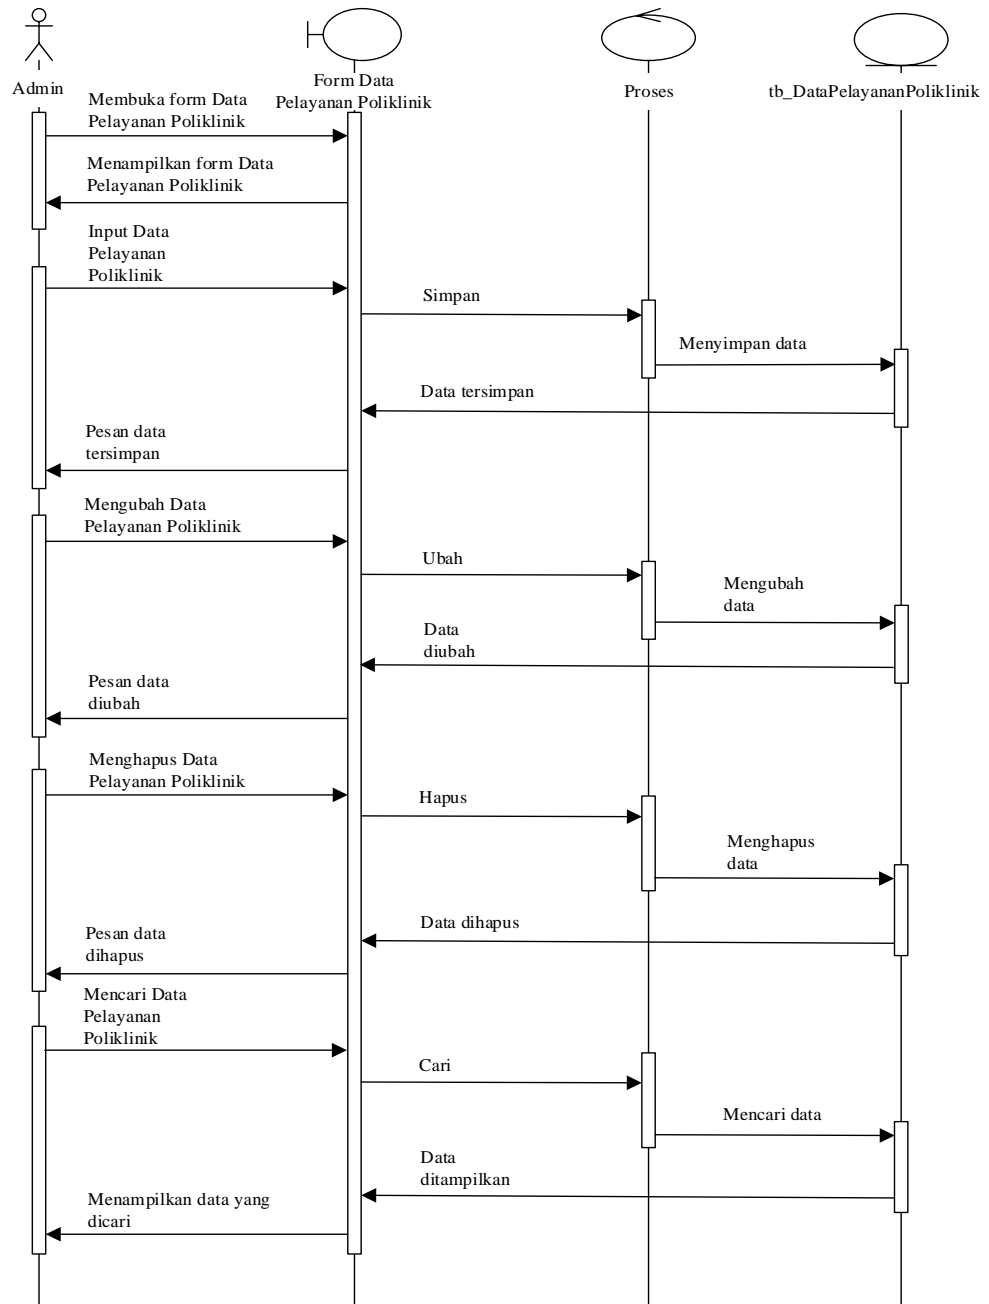 Admin
Form Data
Pelayanan Poliklinik
Proses
tb_DataPelayananPoliklinik
Membuka form Data
Pelayanan Poliklinik
Menampilkan form Data
Pelayanan Poliklinik
Input Data
Pelayanan
Poliklinik
Simpan
Menyimpan data
Data tersimpan
Pesan data
tersimpan
Mengubah Data
Pelayanan Poliklinik
Ubah
Mengubah
data
Data
diubah
Pesan data
diubah
Menghapus Data
Pelayanan Poliklinik
Hapus
Menghapus
data
Data dihapus
Pesan data
dihapus
Mencari Data
Pelayanan
Poliklinik
Cari
Mencari data
Data
ditampilkan
Menampilkan data yang
dicari